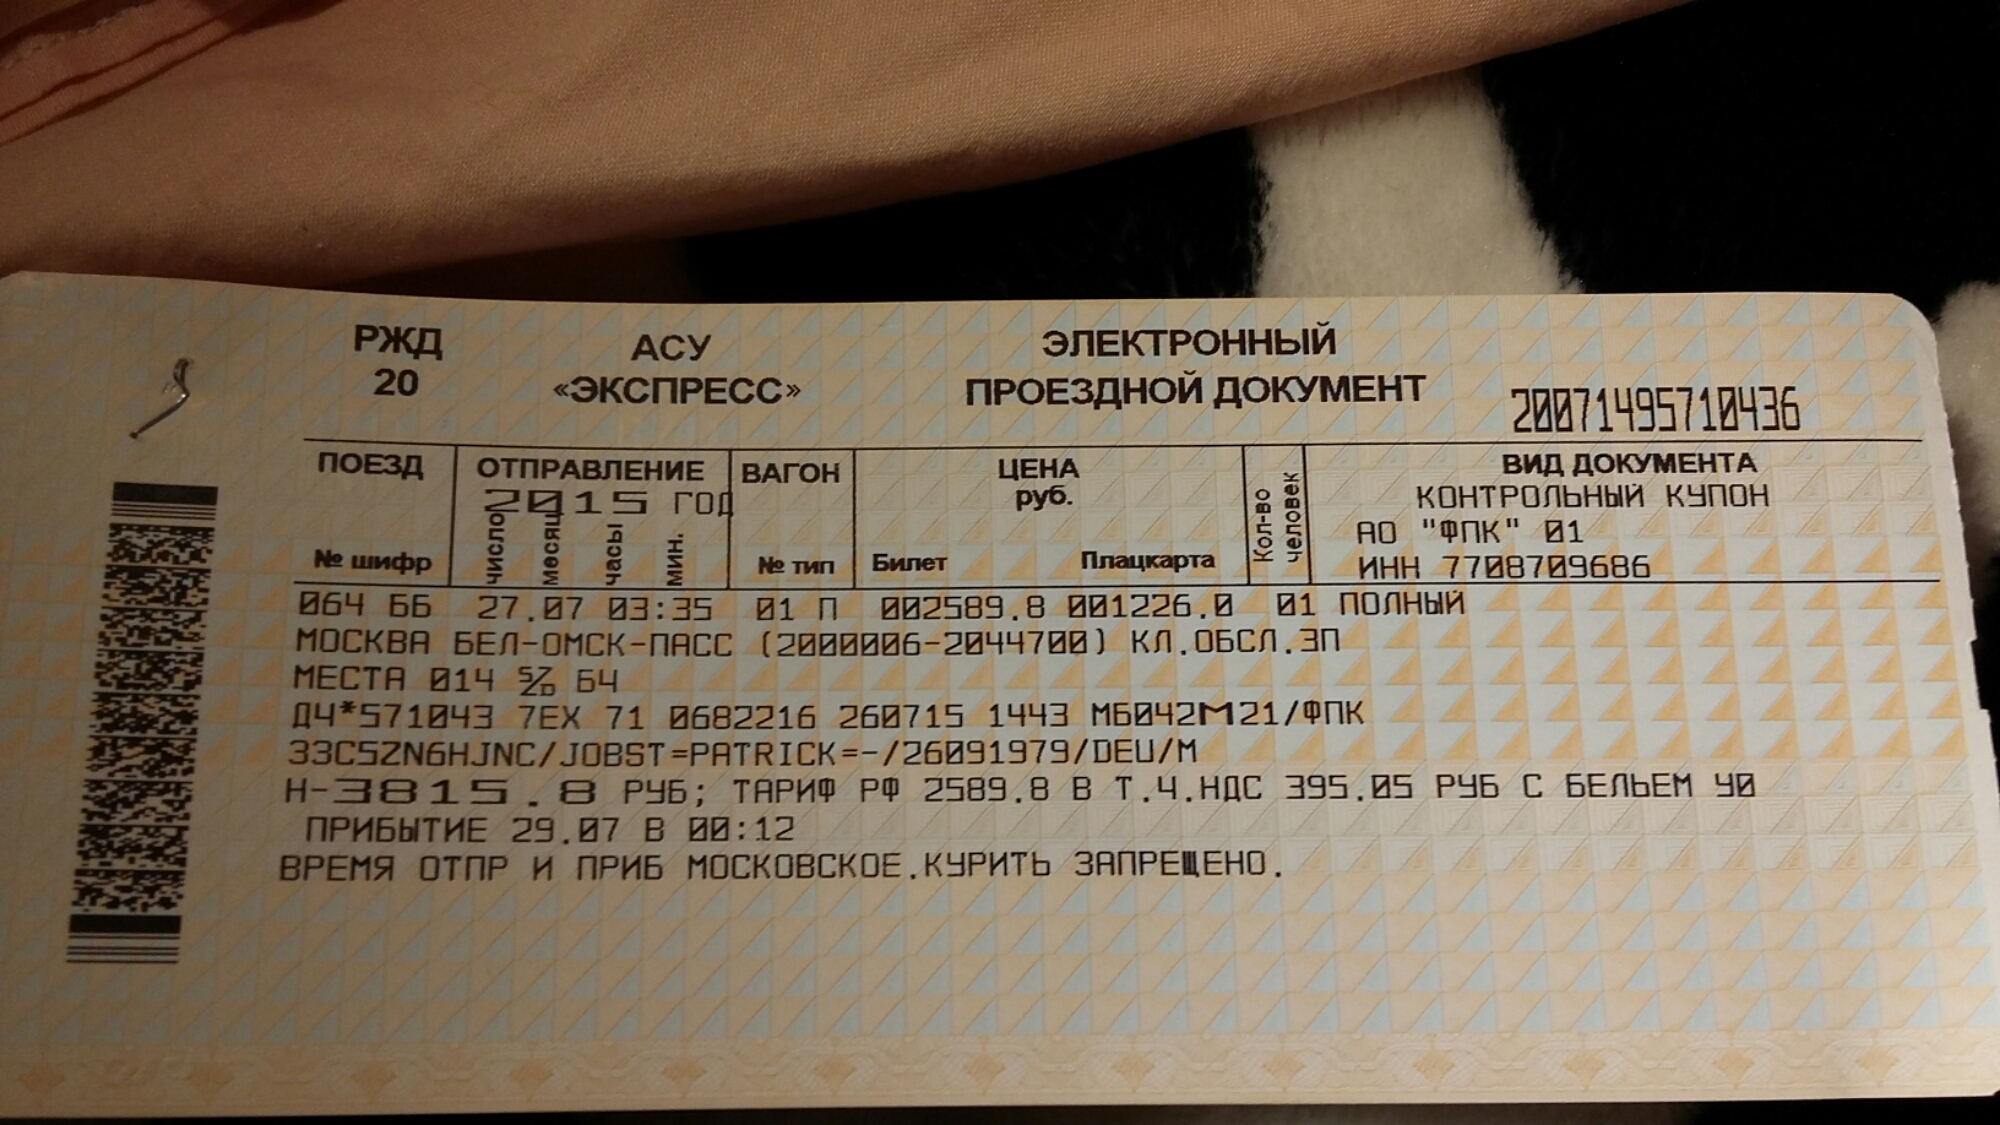 РЖД АСУ ЭЛЕКТРОННЫЙ
20 «ЭКСПРЕСС» ПРОЕЗДНОЙ ДОКУМЕНТ 20071495710436
ПОЕЗД ОТПРАВЛЕНИЕ ВАГОН ЦЕНА Кол-во человек ВИД ДОКУМЕНТА
2015 ГОД руб. КОНТРОЛЬНЫЙ КУПОН
АО "ФПК" 01
№ шифр число месяц часы мин. № тип Билет Плацкарта ИНН 7708709686
064 ББ 27.07 03:35 01 П 002589.8 001226.0 01 ПОЛНЫЙ
МОСКВА БЕЛ-ОМСК-ПАСС (2000006-2044700) КЛ.ОБСЛ.ЗП
МЕСТА 014 Б4
Д4*571043 7ЕХ 71 0682216 260715 1443 МБ042М21/ФПК
33C5ZN6HJNC/JOBST=PATRICK=-/26091979/DEU/M
Н-3815.8 РУБ; ТАРИФ РФ 2589.8 В Т.Ч.НДС 395.05 РУБ С БЕЛЬЕМ У0
ПРИБЫТИЕ 29.07 В 00:12
ВРЕМЯ ОТПР И ПРИБ МОСКОВСКОЕ.КУРИТЬ ЗАПРЕЩЕНО.